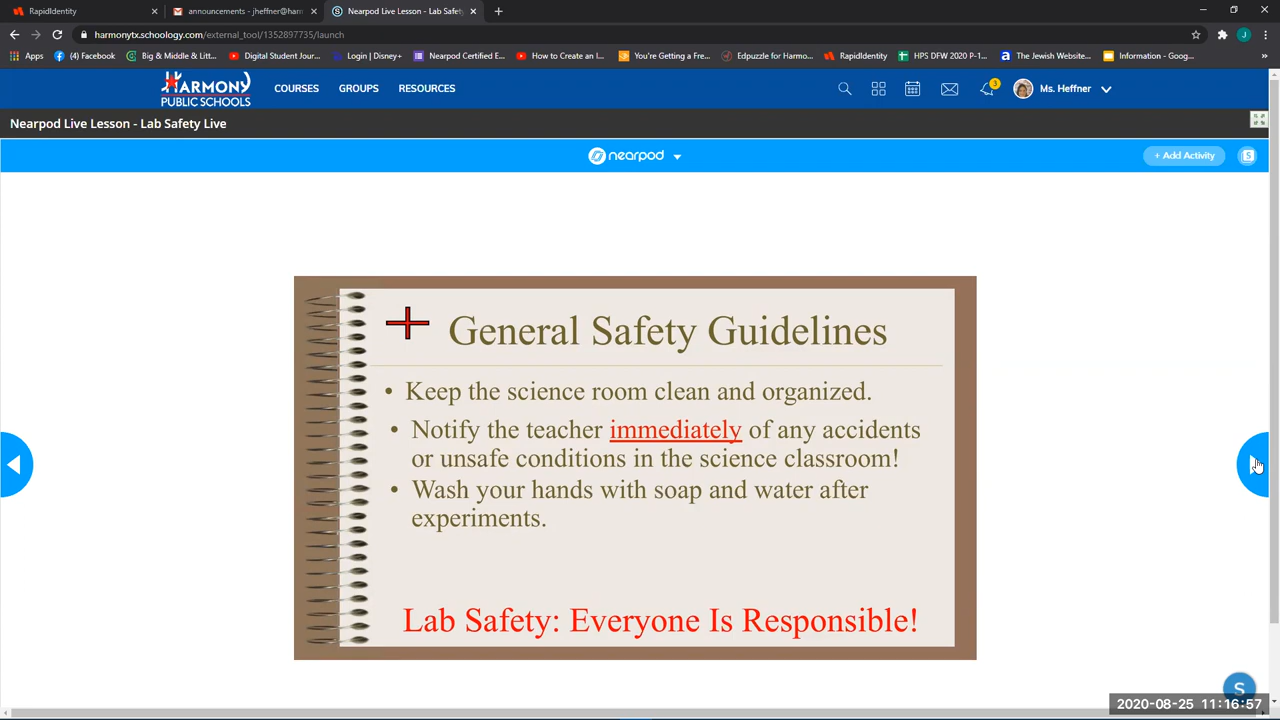 RapidIdentity
announcements - jheffner@harr
Nearpod Live Lesson - Lab Safety
harmonytx.schoology.com/external_tool/1352897735/launch
Apps
(4) Facebook
Big & Middle & Littl...
Digital Student Jour...
Login | Disney+
Nearpod Certified E...
How to Create an I...
You're Getting a Fre...
Edpuzzle for Harmo...
RapidIdentity
HPS DFW 2020 P-1...
The Jewish Website...
Information - Goog...
HARMONY
PUBLIC SCHOOLS
COURSES
GROUPS
RESOURCES
3
Ms. Heffner
Nearpod Live Lesson - Lab Safety Live
nearpod
+ Add Activity
S
General Safety Guidelines
• Keep the science room clean and organized.
• Notify the teacher immediately of any accidents
or unsafe conditions in the science classroom!
• Wash your hands with soap and water after
experiments.
Lab Safety: Everyone Is Responsible!
S
2020-08-25 11:16:57